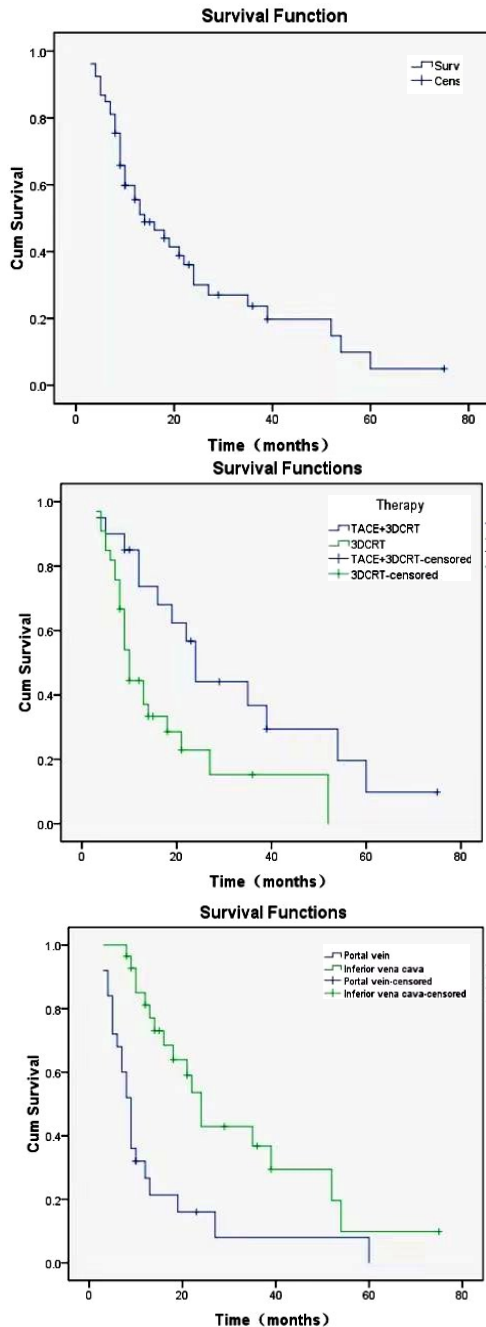 Survival Function
Surv
Cens
Cum Survival
1.0
0.8
0.6
0.4
0.2
0.0
0 20 40 60 80
Time（months）
Survival Functions
Therapy
TACE+3DCRT
3DCRT
TACE+3DCRT-censored
3DCRT-censored
Cum Survival
1.0
0.8
0.6
0.4
0.2
0.0
0 20 40 60 80
Time（months）
Survival Functions
Portal vein
Inferior vena cava
Portal vein-censored
Inferior vena cava-censored
Cum Survival
1.0
0.8
0.6
0.4
0.2
0.0
0 20 40 60 80
Time（months）